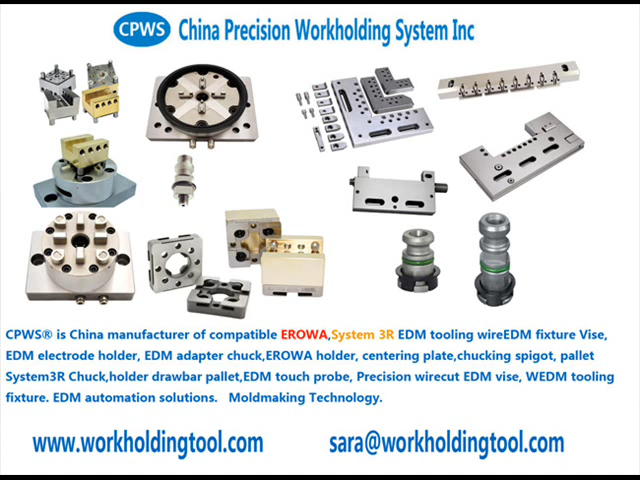 CPWS China Precision Workholding System Inc
CPWS® is China manufacturer of compatible EROWA,System 3R EDM tooling wireEDM fixture Vise,
EDM electrode holder, EDM adapter chuck,EROWA holder, centering plate,chucking spigot, pallet
System3R Chuck,holder drawbar pallet,EDM touch probe, Precision wirecut EDM vise, WEDM tooling
fixture. EDM automation solutions. Moldmaking Technology.
www.workholdingtool.com sara@workholdingtool.com